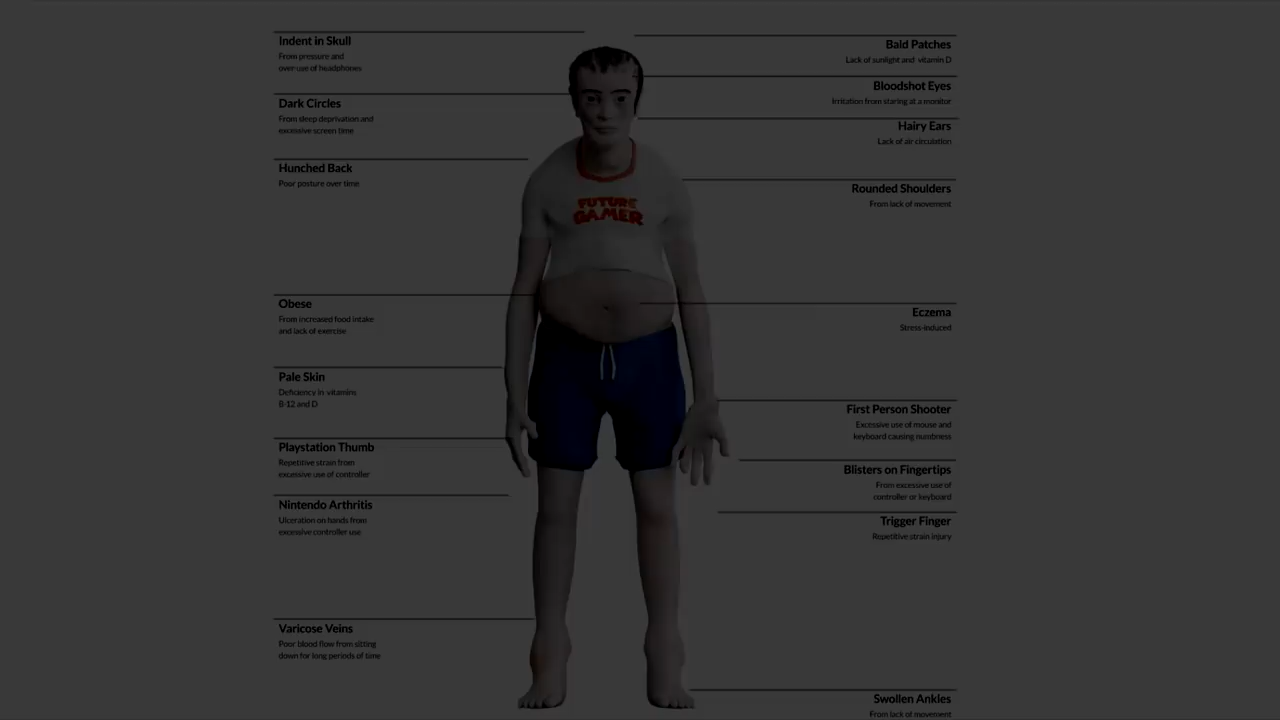 Indent in Skull
From pressure and
over-use of headphones
Dark Circles
From sleep deprivation and
excessive screen time
Hunched Back
Poor posture over time
Obese
From increased food intake
and lack of exercise
Pale Skin
Deficiency in vitamins
B-12 and D
Playstation Thumb
Repetitive strain from
excessive use of controller
Nintendo Arthritis
Ulceration on hands from
excessive controller use
Varicose Veins
Poor blood flow from sitting
down for long periods of time
FUTURE
GAMER
Bald Patches
Lack of sunlight and vitamin D
Bloodshot Eyes
Irritation from staring at a monitor
Hairy Ears
Lack of air circulation
Rounded Shoulders
From lack of movement
Eczema
Stress-induced
First Person Shooter
Excessive use of mouse and
keyboard causing numbness
Blisters on Fingertips
From excessive use of
controller or keyboard
Trigger Finger
Repetitive strain injury
Swollen Ankles
From lack of movement